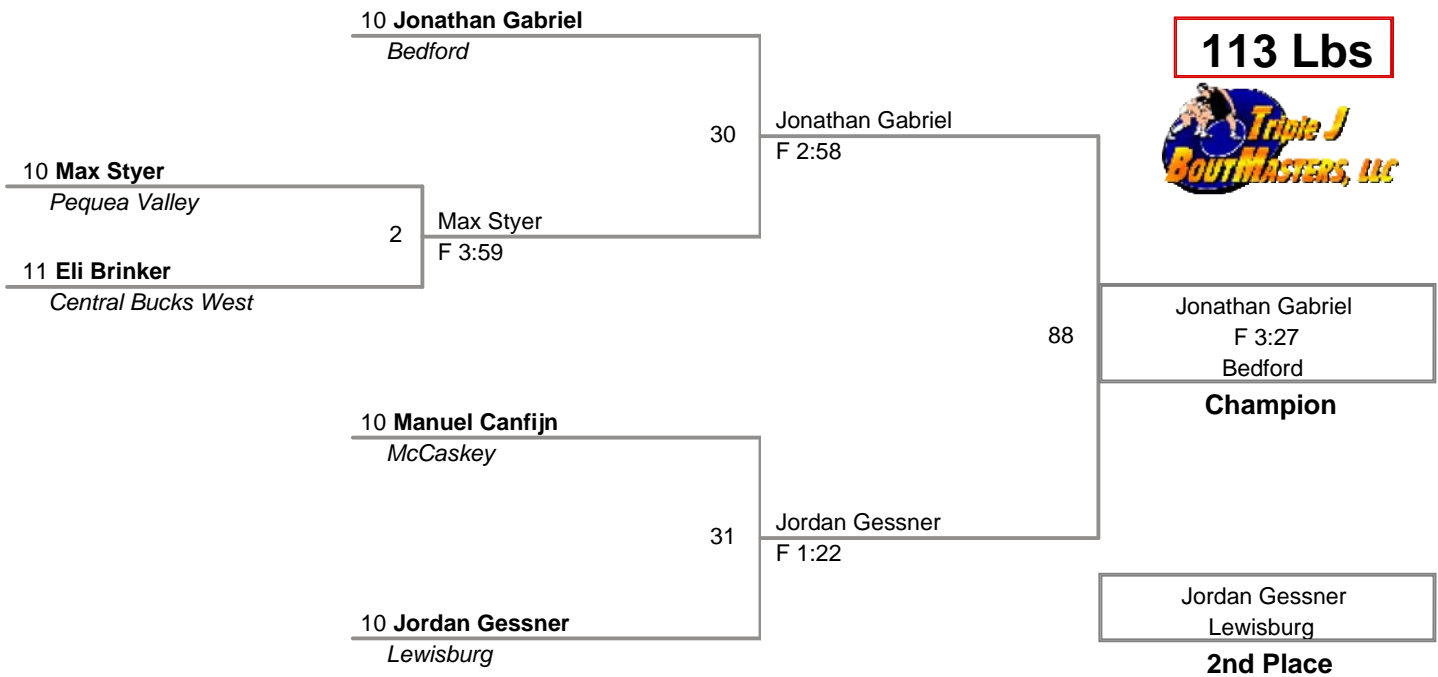 10 Jonathan Gabriel
Bedford
113 Lbs
Triple J
BOUTMASTERS, LLC
30
Jonathan Gabriel
F 2:58
10 Max Styer
Pequea Valley
2
Max Styer
F 3:59
11 Eli Brinker
Central Bucks West
88
Jonathan Gabriel
F 3:27
Bedford
Champion
10 Manuel Canfijn
McCaskey
31
Jordan Gessner
F 1:22
10 Jordan Gessner
Lewisburg
Jordan Gessner
Lewisburg
2nd Place